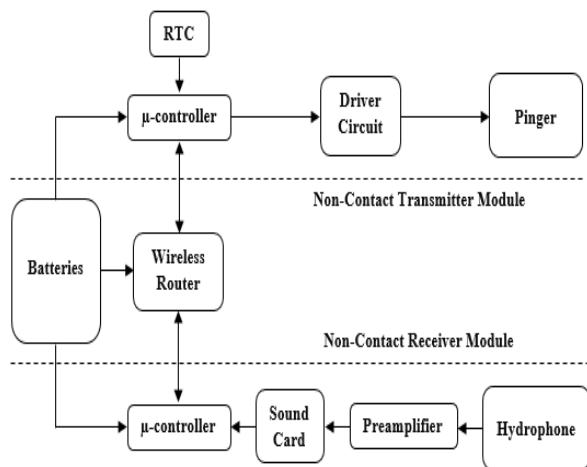 RTC
μ-controller
Driver
Circuit
Pinger
Non-Contact Transmitter Module
Batteries
Wireless
Router
Non-Contact Receiver Module
μ-controller
Sound
Card
Preamplifier
Hydrophone